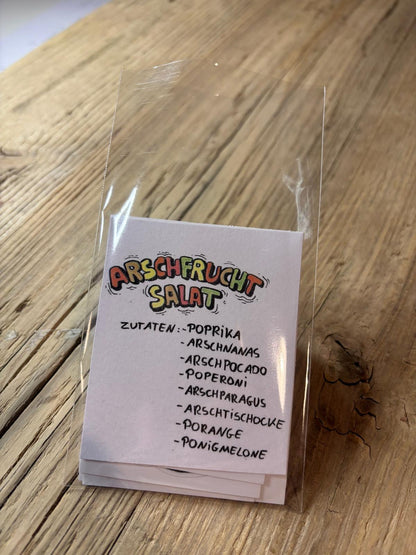 ARSCHFRUCHT
SALAT
ZUTATEN:-POPRIKA
-ARSCHNANAS
-ARSCHPOCADO
-POPERONI
-ARSCHPARAGUS
-ARSCHTISCHOCKE
-PORANGE
-PONIGMELONE